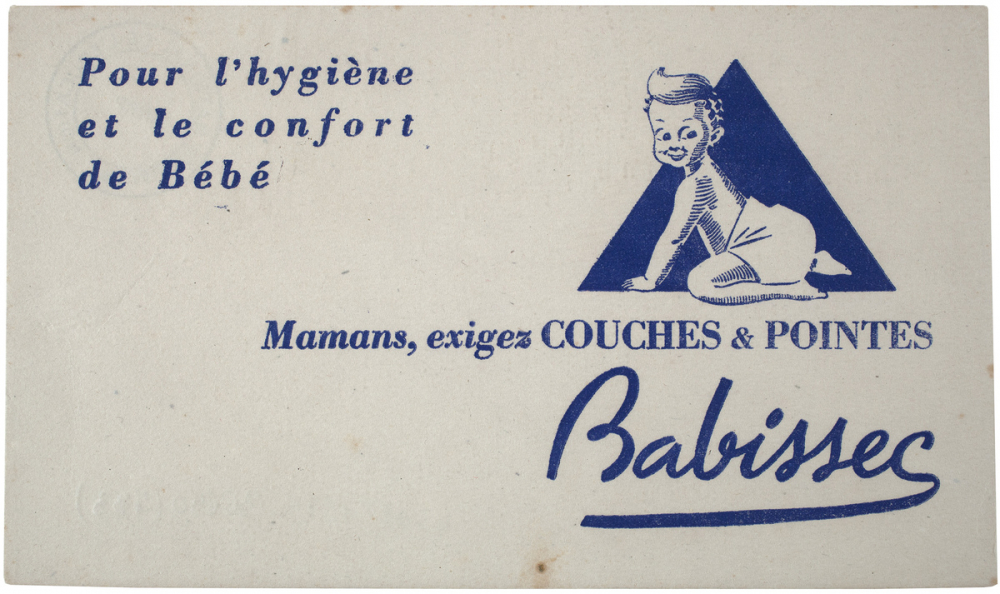 Pour l'hygiène
et le confort
de Bébé
Mamans, exigez COUCHES & POINTES
Babissec